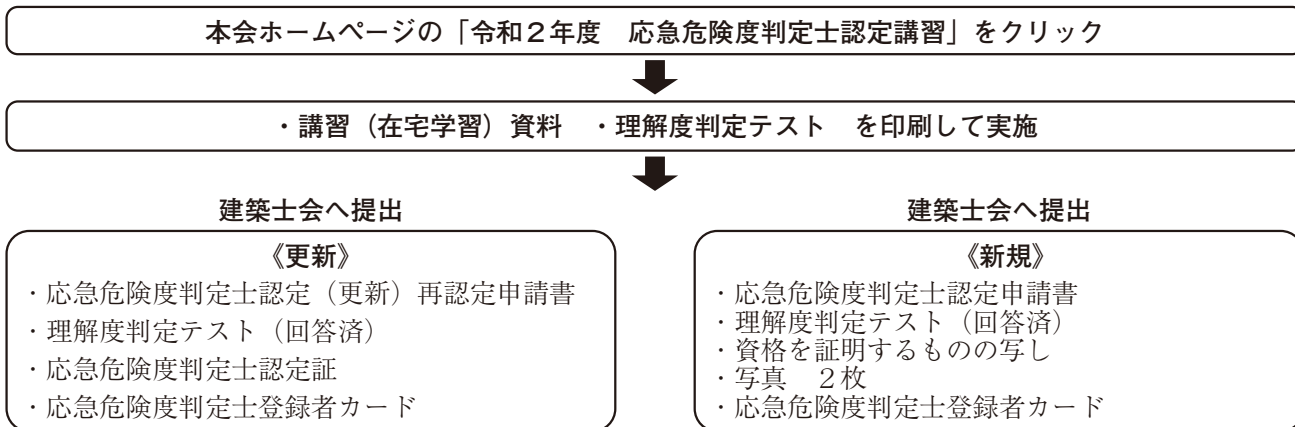 本会ホームページの「令和２年度　応急危険度判定士認定講習」をクリック
・講習（在宅学習）資料　・理解度判定テスト　を印刷して実施
建築士会へ提出
《更新》
・応急危険度判定士認定（更新）再認定申請書
・理解度判定テスト（回答済）
・応急危険度判定士認定証
・応急危険度判定士登録者カード
建築士会へ提出
《新規》
・応急危険度判定士認定申請書
・理解度判定テスト（回答済）
・資格を証明するものの写し
・写真　２枚
・応急危険度判定士登録者カード